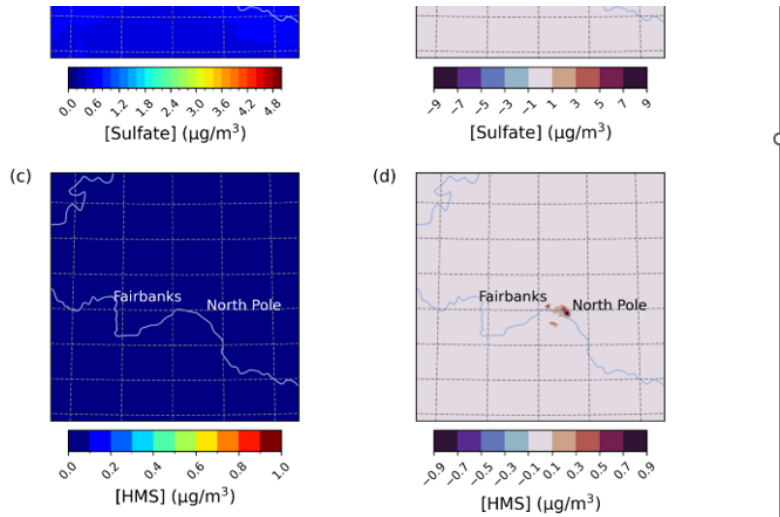 0.0 0.6 1.2 1.8 2.4 3.0 3.6 4.2 4.8
[Sulfate] (μg/m³)
−9 −7 −5 −3 −1 1 3 5 7 9
[Sulfate] (μg/m³)
(c)
Fairbanks
North Pole
0.0 0.2 0.4 0.6 0.8 1.0
[HMS] (μg/m³)
(d)
Fairbanks
North Pole
−0.9 −0.7 −0.5 −0.3 −0.1 0.1 0.3 0.5 0.7 0.9
[HMS] (μg/m³)